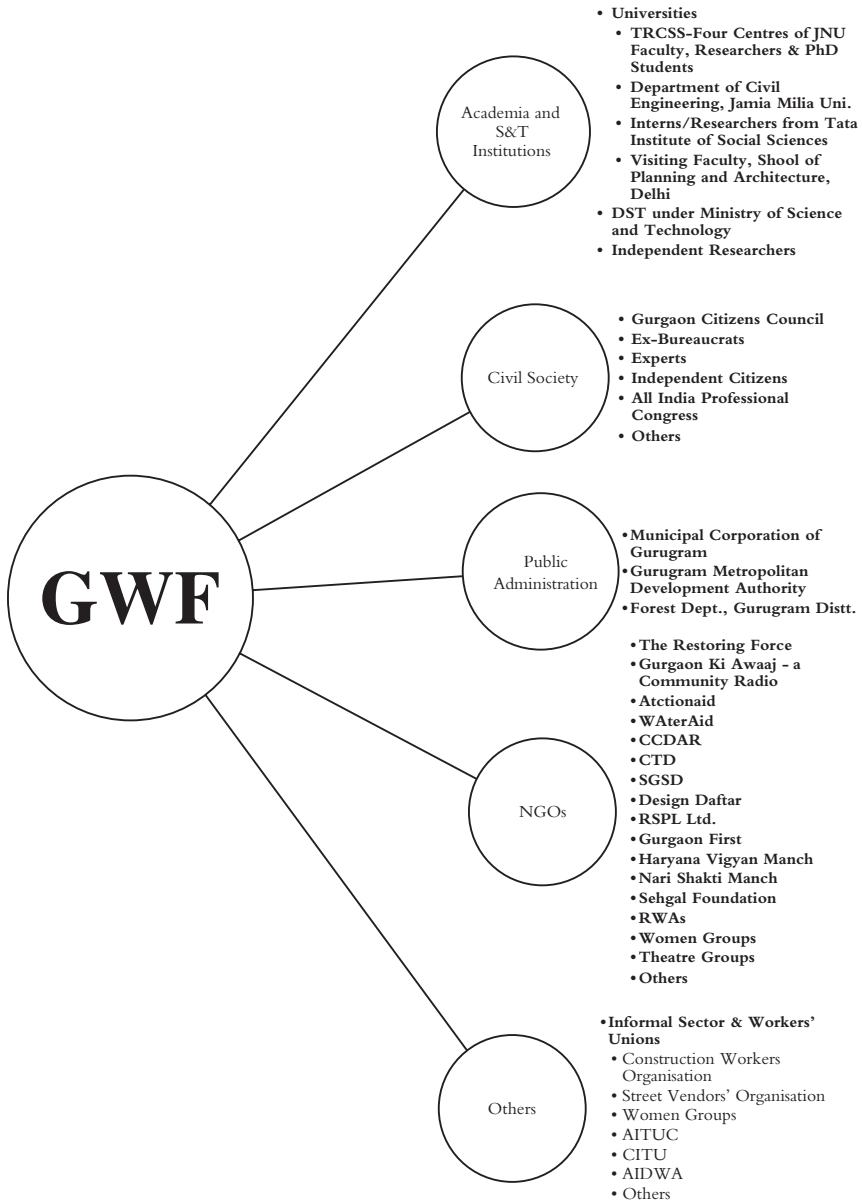 GWF
Academia and
S&T
Institutions
• Universities
• TRCSS-Four Centres of JNU
Faculty, Researchers & PhD
Students
• Department of Civil
Engineering, Jamia Milia Uni.
• Interns/Researchers from Tata
Institute of Social Sciences
• Visiting Faculty, Shool of
Planning and Architecture,
Delhi
• DST under Ministry of Science
and Technology
• Independent Researchers
Civil Society
• Gurgaon Citizens Council
• Ex-Bureaucrats
• Experts
• Independent Citizens
• All India Professional
Congress
• Others
Public
Administration
• Municipal Corporation of
Gurugram
• Gurugram Metropolitan
Development Authority
• Forest Dept., Gurugram Distt.
NGOs
• The Restoring Force
• Gurgaon Ki Awaaj - a
Community Radio
• Atctionaid
• WAterAid
• CCDAR
• CTD
• SGSD
• Design Daftar
• RSPL Ltd.
• Gurgaon First
• Haryana Vigyan Manch
• Nari Shakti Manch
• Sehgal Foundation
• RWAs
• Women Groups
• Theatre Groups
• Others
Others
• Informal Sector & Workers’
Unions
• Construction Workers
Organisation
• Street Vendors’ Organisation
• Women Groups
• AITUC
• CITU
• AIDWA
• Others